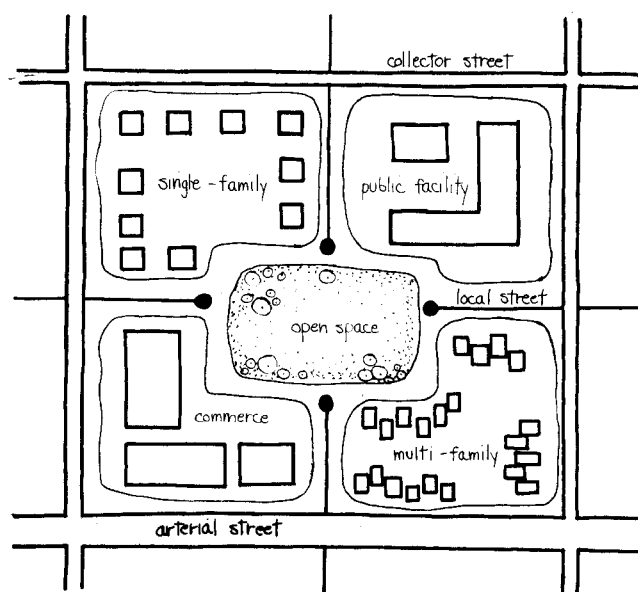 collector street
single-family
public facility
local street
open space
commerce
multi-family
arterial street